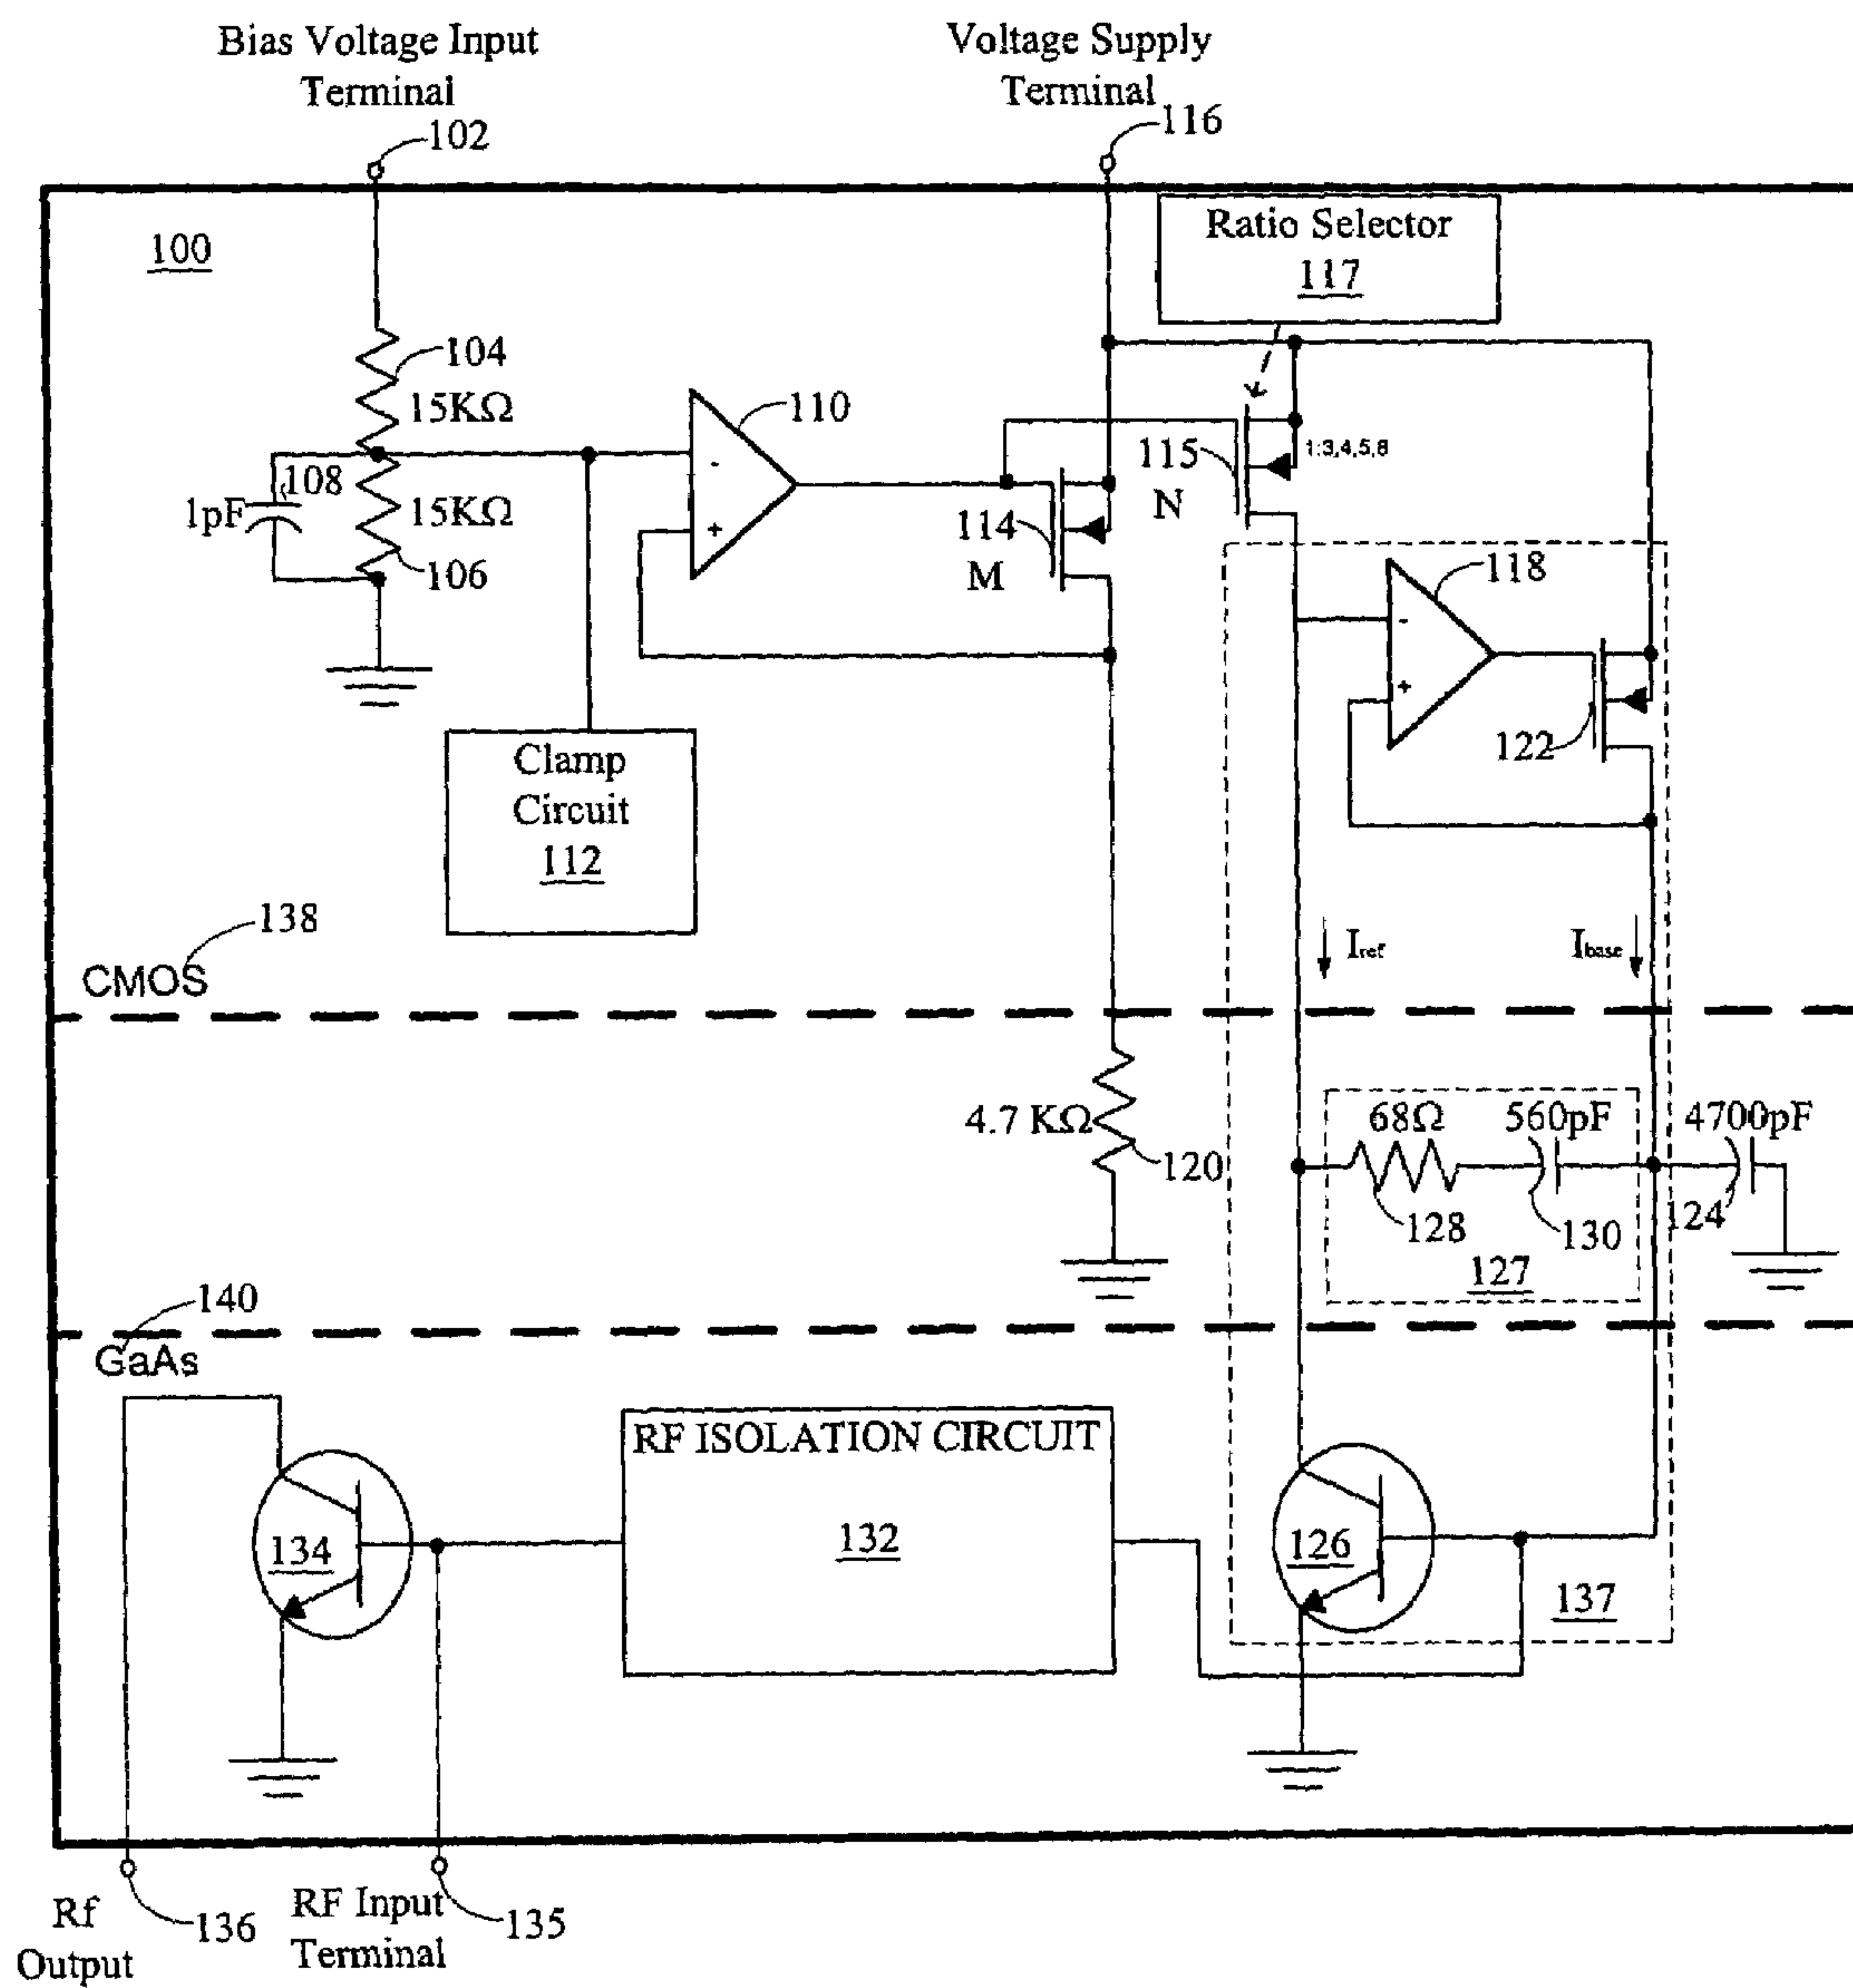 Bias Voltage Input
Terminal
102
Voltage Supply
Terminal
116
100
Ratio Selector
117
104
15KΩ
108
1pF
15KΩ
106
-
+
110
114
M
115
N
1:3,4,5,8
118
-
+
122
Clamp
Circuit
112
138
CMOS
Iref
Ibase
4.7 KΩ
120
68Ω
560pF
4700pF
128
130
124
127
140
GaAs
RF ISOLATION CIRCUIT
132
134
126
137
Rf
Output
136
RF Input
Terminal
135